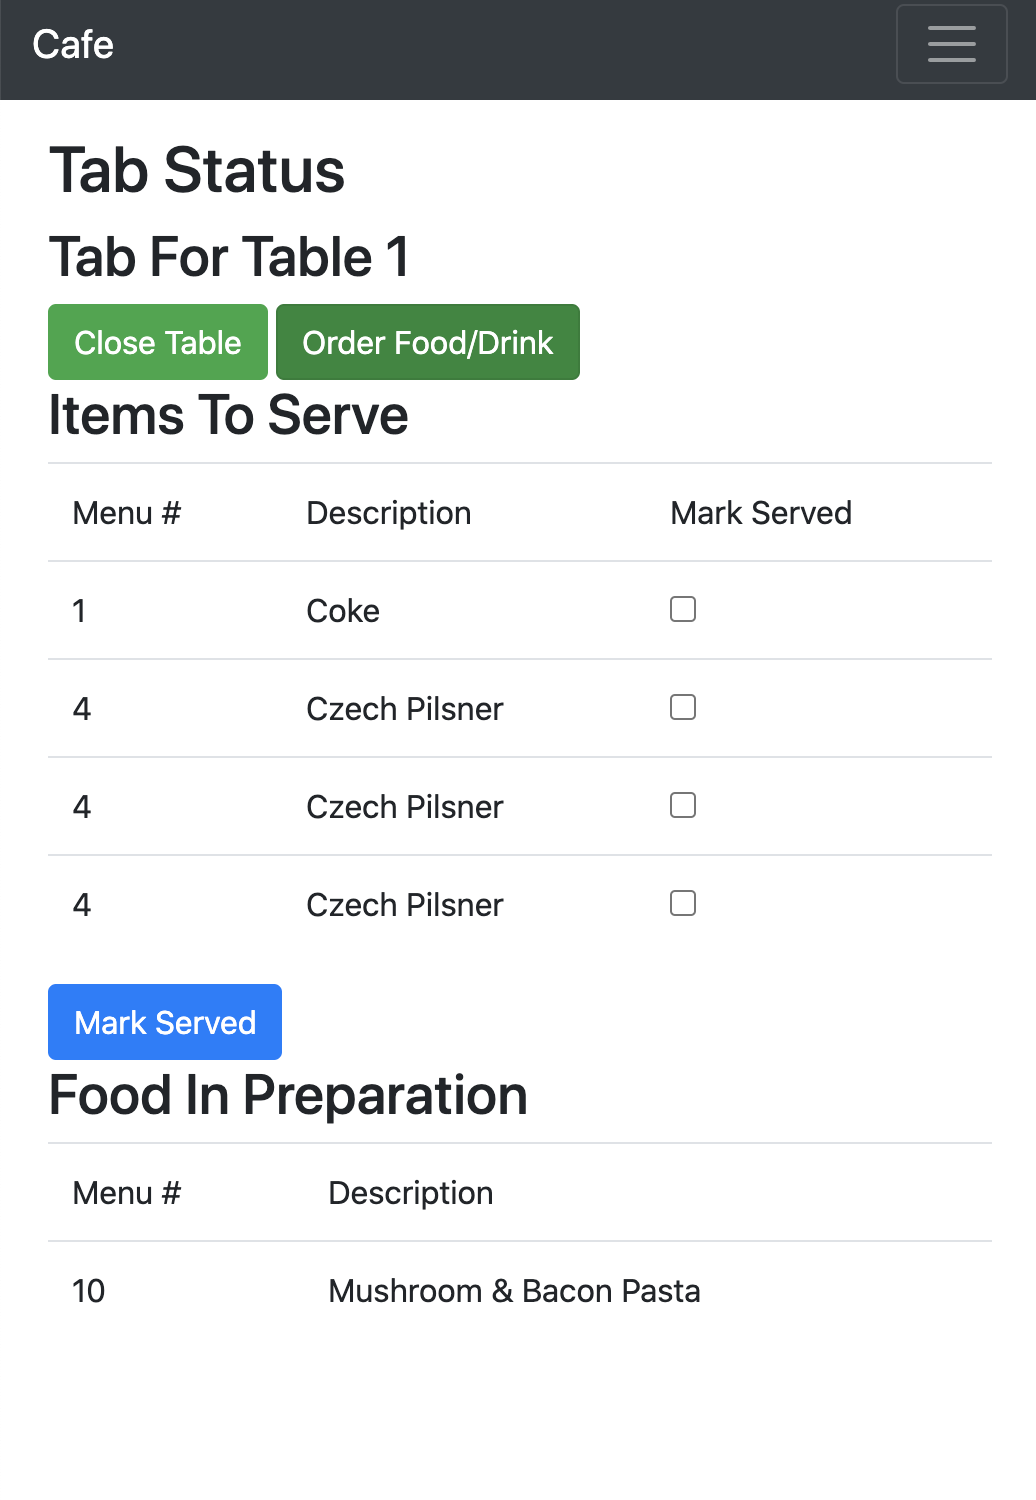 Cafe
Tab Status
Tab For Table 1
Close Table Order Food/Drink
Items To Serve
Menu # Description Mark Served
1 Coke
4 Czech Pilsner
4 Czech Pilsner
4 Czech Pilsner
Mark Served
Food In Preparation
Menu # Description
10 Mushroom & Bacon Pasta